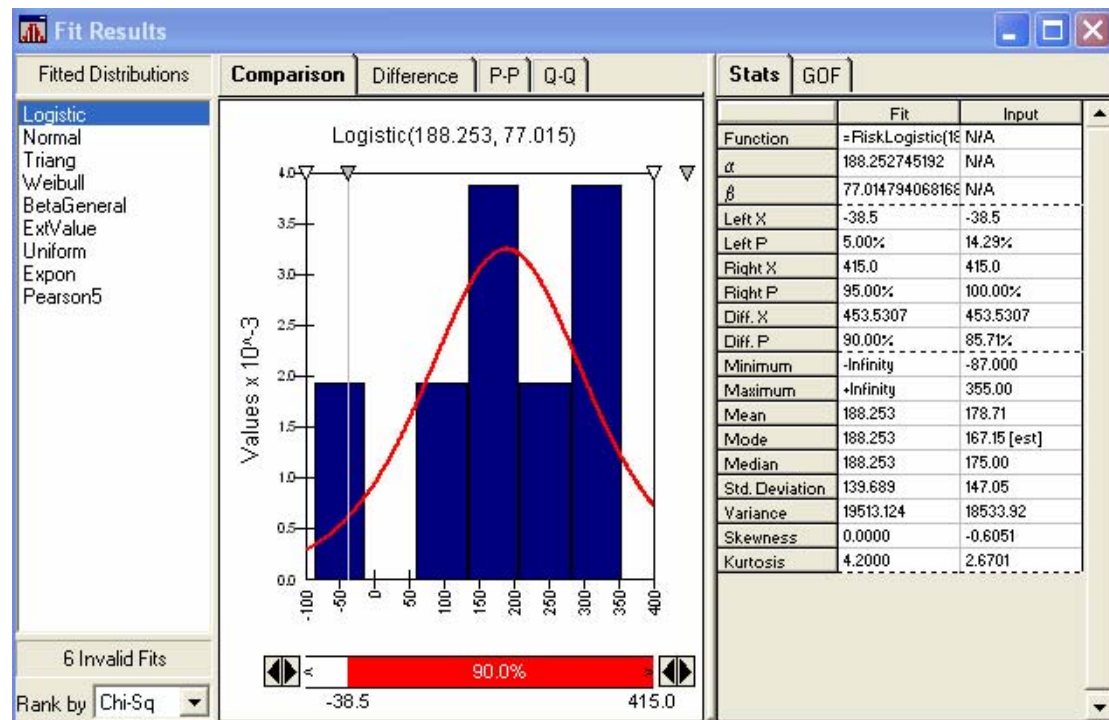 Fit Results
Fitted Distributions
Logistic
Normal
Triang
Weibull
BetaGeneral
ExtValue
Uniform
Expon
Pearson5
6 Invalid Fits
Rank by Chi-Sq
Comparison Difference P-P Q-Q
Logistic(188.253, 77.015)
Values x 10^-3
4.0
3.5
3.0
2.5
2.0
1.5
1.0
0.5
0.0
-100 -50 0 50 100 150 200 250 300 350 400
< 90.0% >
-38.5 415.0
Stats GOF
Fit Input
Function =RiskLogistic(18 N/A
α 188.252745192 N/A
β 77.014794068168 N/A
Left X -38.5 -38.5
Left P 5.00% 14.29%
Right X 415.0 415.0
Right P 95.00% 100.00%
Diff. X 453.5307 453.5307
Diff. P 90.00% 85.71%
Minimum -Infinity -87.000
Maximum +Infinity 355.00
Mean 188.253 178.71
Mode 188.253 167.15 [est]
Median 188.253 175.00
Std. Deviation 139.689 147.05
Variance 19513.124 18533.92
Skewness 0.0000 -0.6051
Kurtosis 4.2000 2.6701